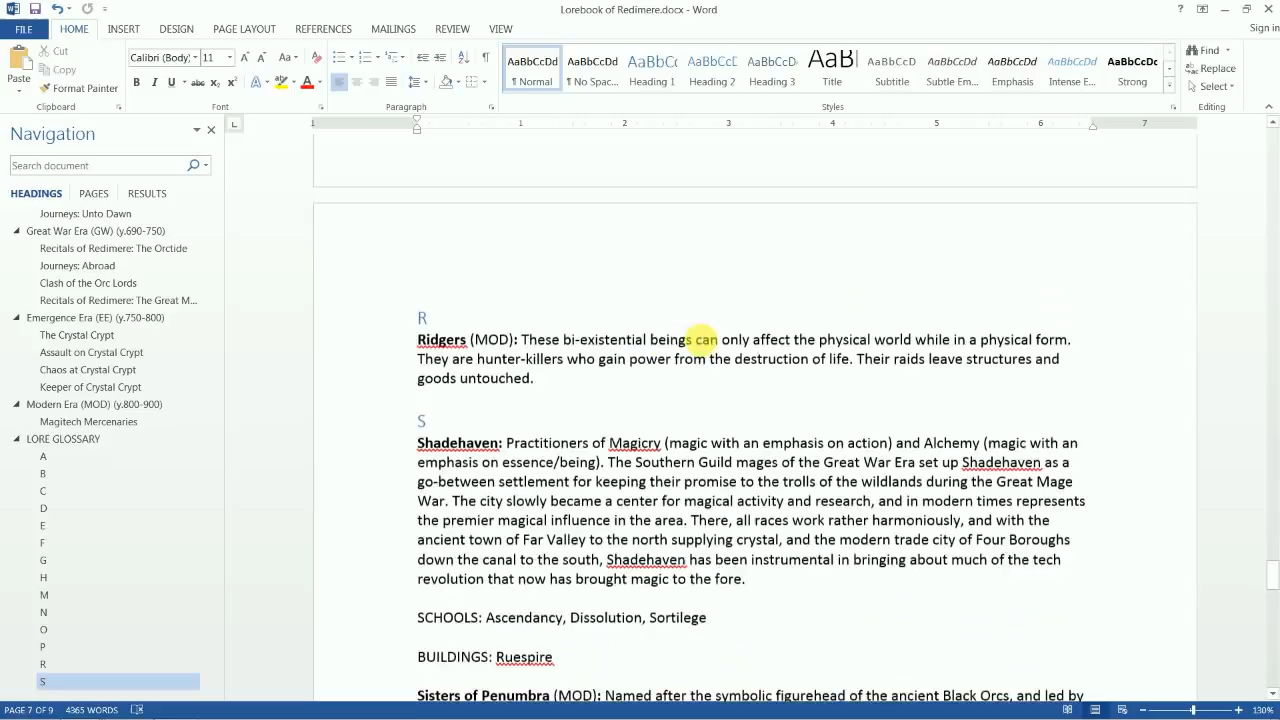 Lorebook of Redimere.docx - Word
?
Sign in
FILE
HOME
INSERT
DESIGN
PAGE LAYOUT
REFERENCES
MAILINGS
REVIEW
VIEW
Paste
Cut
Copy
Format Painter
Clipboard
Calibri (Body)
11
Aa
B I U abc x₂ x²
A
Font
Paragraph
AaBbCcDd
¶ Normal
AaBbCcDd
¶ No Spac...
AaBbCc
Heading 1
AaBbCcD
Heading 2
AaBbCcD
Heading 3
AaB
Title
AaBbCcD
Subtitle
AaBbCcDd
Subtle Em...
AaBbCcDd
Emphasis
AaBbCcDd
Intense E...
AaBbCcDc
Strong
Styles
Find
Replace
Select
Editing
1 1 2 3 4 5 6 7
Navigation
Search document
HEADINGS
PAGES
RESULTS
Journeys: Unto Dawn
Great War Era (GW) (y.690-750)
Recitals of Redimere: The Orctide
Journeys: Abroad
Clash of the Orc Lords
Recitals of Redimere: The Great M...
Emergence Era (EE) (y.750-800)
The Crystal Crypt
Assault on Crystal Crypt
Chaos at Crystal Crypt
Keeper of Crystal Crypt
Modern Era (MOD) (y.800-900)
Magitech Mercenaries
LORE GLOSSARY
A
B
C
D
E
F
G
H
M
N
O
P
R
S
R
Ridgers (MOD): These bi-existential beings can only affect the physical world while in a physical form.
They are hunter-killers who gain power from the destruction of life. Their raids leave structures and
goods untouched.
S
Shadehaven: Practitioners of Magicry (magic with an emphasis on action) and Alchemy (magic with an
emphasis on essence/being). The Southern Guild mages of the Great War Era set up Shadehaven as a
go-between settlement for keeping their promise to the trolls of the wildlands during the Great Mage
War. The city slowly became a center for magical activity and research, and in modern times represents
the premier magical influence in the area. There, all races work rather harmoniously, and with the
ancient town of Far Valley to the north supplying crystal, and the modern trade city of Four Boroughs
down the canal to the south, Shadehaven has been instrumental in bringing about much of the tech
revolution that now has brought magic to the fore.
SCHOOLS: Ascendancy, Dissolution, Sortilege
BUILDINGS: Ruespire
Sisters of Penumbra (MOD): Named after the symbolic figurehead of the ancient Black Orcs, and led by
PAGE 7 OF 9
4365 WORDS
130%